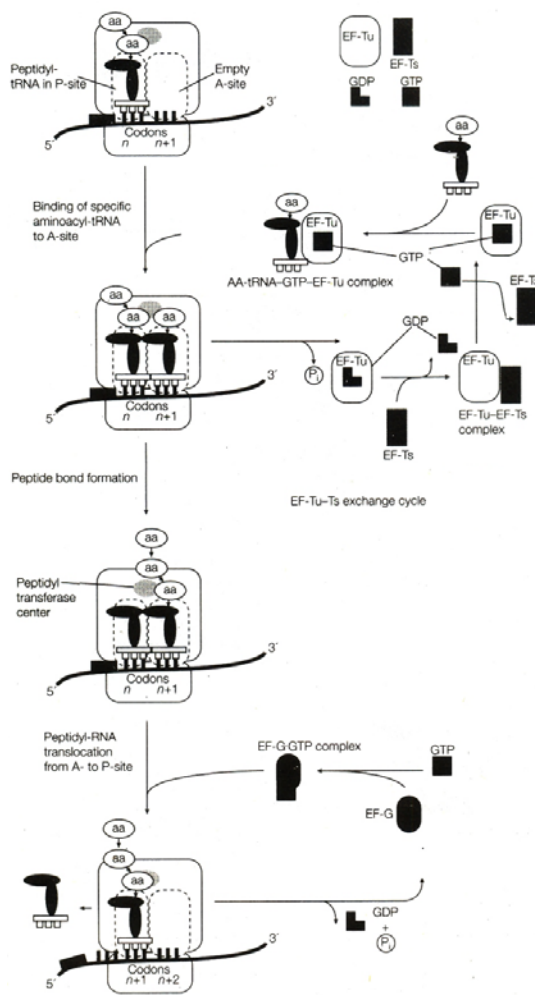 aa
aa
Peptidyl-
tRNA in P-site
Empty
A-site
3´
5´
Codons
n n+1
EF-Tu
EF-Ts
GDP
GTP
aa
Binding of specific
aminoacyl-tRNA
to A-site
aa
EF-Tu
EF-Tu
GTP
AA-tRNA–GTP–EF-Tu complex
EF-Ts
aa
aa
aa
3´
5´
Codons
n n+1
Pi
GDP
EF-Tu
EF-Tu
EF-Ts
EF-Tu–EF-Ts
complex
Peptide bond formation
EF-Tu–Ts exchange cycle
aa
aa
aa
Peptidyl
transferase
center
3´
5´
Codons
n n+1
Peptidyl-RNA
translocation
from A- to P-site
EF-G·GTP complex
GTP
EF-G
aa
aa
aa
3´
5´
Codons
n+1 n+2
GDP
+
Pi